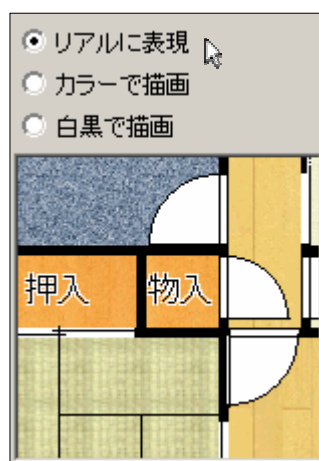 リアルに表現
カラーで描画
白黒で描画
押入
物入